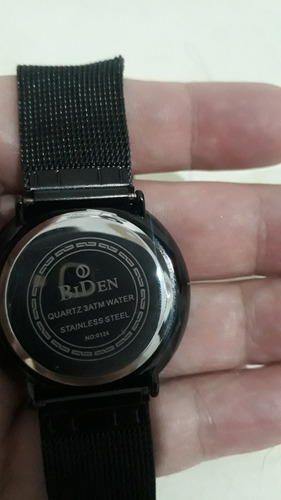 BiDEN
QUARTZ 3ATM WATER
STAINLESS STEEL
NO:0124